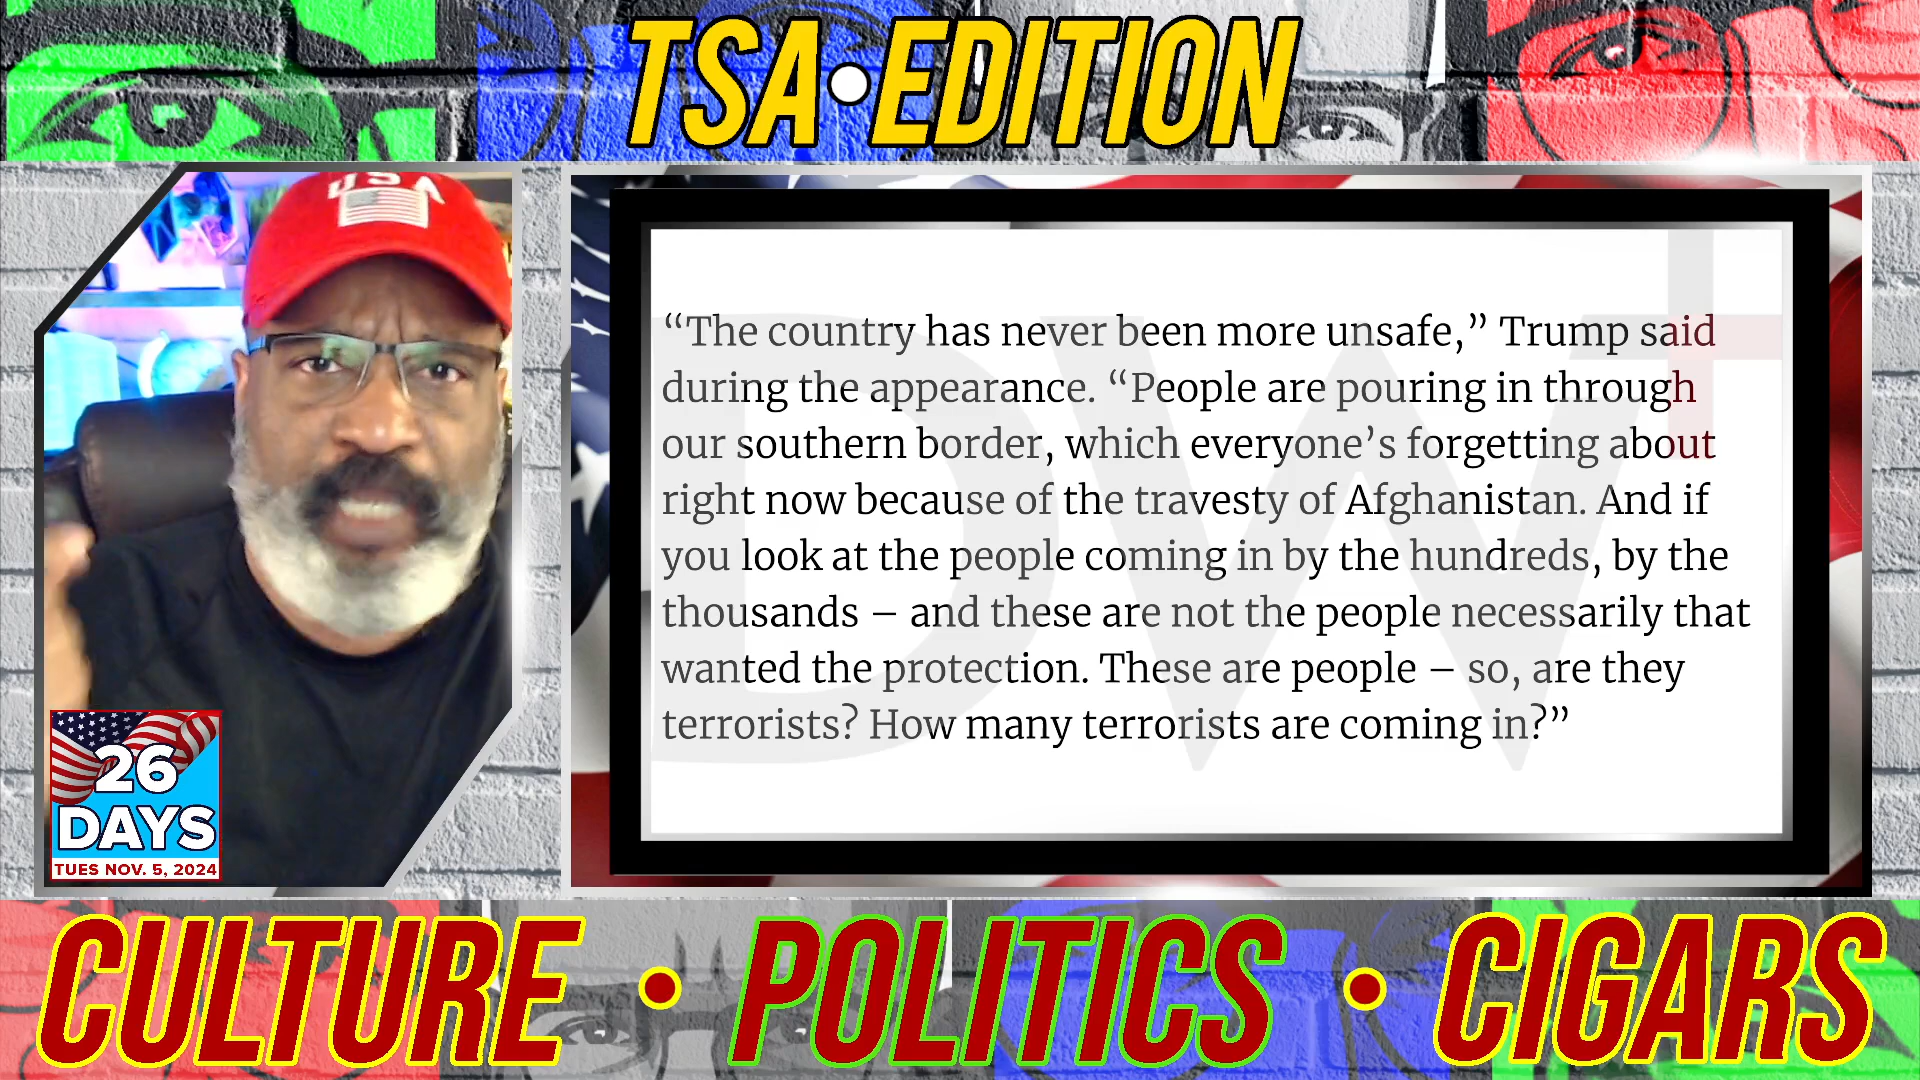 TSA•EDITION
USA
“The country has never been more unsafe,” Trump said
during the appearance. “People are pouring in through
our southern border, which everyone’s forgetting about
right now because of the travesty of Afghanistan. And if
you look at the people coming in by the hundreds, by the
thousands – and these are not the people necessarily that
wanted the protection. These are people – so, are they
terrorists? How many terrorists are coming in?”
DW
26
DAYS
TUES NOV. 5, 2024
CULTURE • POLITICS • CIGARS